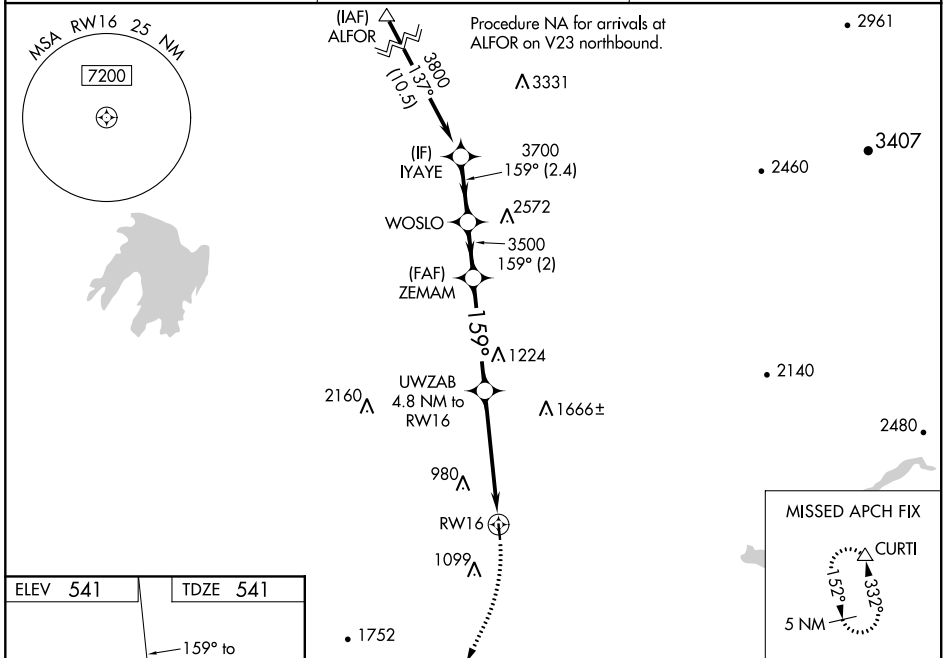 MSA RW16 25 NM
7200
(IAF)
ALFOR
Procedure NA for arrivals at
ALFOR on V23 northbound.
2961
3800
137°
(10.5)
3331
3407
(IF)
IYAYE
3700
159° (2.4)
2460
WOSLO
2572
3500
159° (2)
(FAF)
ZEMAM
159°
1224
2140
UWZAB
4.8 NM to
RW16
2160
1666±
2480
980
RW16
1099
MISSED APCH FIX
CURTI
152°
332°
5 NM
ELEV 541
TDZE 541
159° to
1752